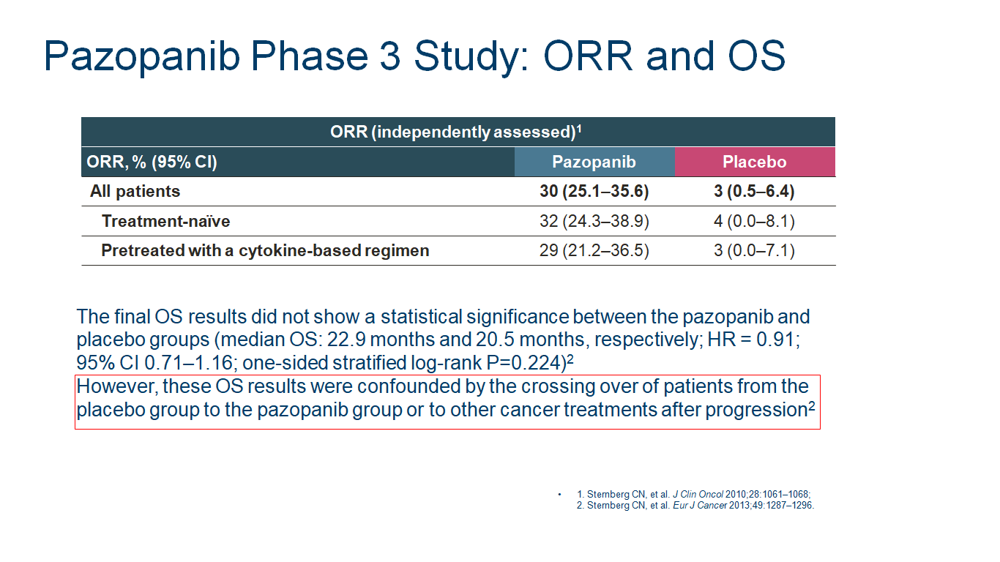 Pazopanib Phase 3 Study: ORR and OS
ORR (independently assessed)1
ORR, % (95% CI) Pazopanib Placebo
All patients 30 (25.1–35.6) 3 (0.5–6.4)
Treatment-naïve 32 (24.3–38.9) 4 (0.0–8.1)
Pretreated with a cytokine-based regimen 29 (21.2–36.5) 3 (0.0–7.1)
The final OS results did not show a statistical significance between the pazopanib and
placebo groups (median OS: 22.9 months and 20.5 months, respectively; HR = 0.91;
95% CI 0.71–1.16; one-sided stratified log-rank P=0.224)2
However, these OS results were confounded by the crossing over of patients from the
placebo group to the pazopanib group or to other cancer treatments after progression2
• 1. Sternberg CN, et al. J Clin Oncol 2010;28:1061–1068;
2. Sternberg CN, et al. Eur J Cancer 2013;49:1287–1296.